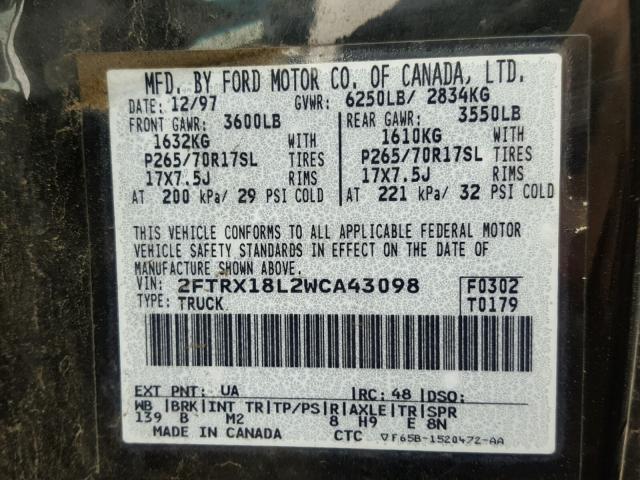 MFD. BY FORD MOTOR CO. OF CANADA, LTD.
DATE: 12/97 GVWR: 6250LB/ 2834KG
FRONT GAWR: 3600LB REAR GAWR: 3550LB
1632KG WITH 1610KG WITH
P265/70R17SL TIRES P265/70R17SL TIRES
17X7.5J RIMS 17X7.5J RIMS
AT 200 kPa/ 29 PSI COLD AT 221 kPa/ 32 PSI COLD
THIS VEHICLE CONFORMS TO ALL APPLICABLE FEDERAL MOTOR
VEHICLE SAFETY STANDARDS IN EFFECT ON THE DATE OF
MANUFACTURE SHOWN ABOVE.
VIN: 2FTRX18L2WCA43098 F0302
TYPE: TRUCK T0179
EXT PNT: UA RC: 48 DSO:
WB BRK INT TR TP/PS R AXLE TR SPR
139 B M2 8 H9 E 8N
MADE IN CANADA CTC F65B-1520472-AA